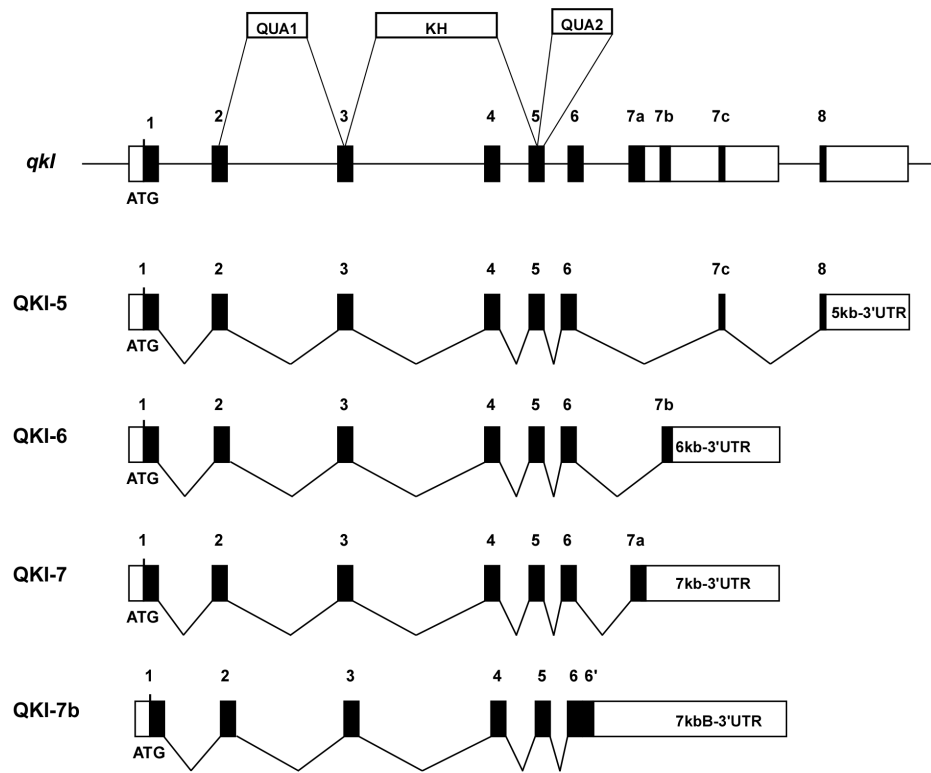 QUA1 KH QUA2
1 2 3 4 5 6 7a 7b 7c 8
qkI
ATG
1 2 3 4 5 6 7c 8
QKI-5
5kb-3'UTR
ATG
1 2 3 4 5 6 7b
QKI-6
6kb-3'UTR
ATG
1 2 3 4 5 6 7a
QKI-7
7kb-3'UTR
ATG
1 2 3 4 5 6 6'
QKI-7b
7kbB-3'UTR
ATG